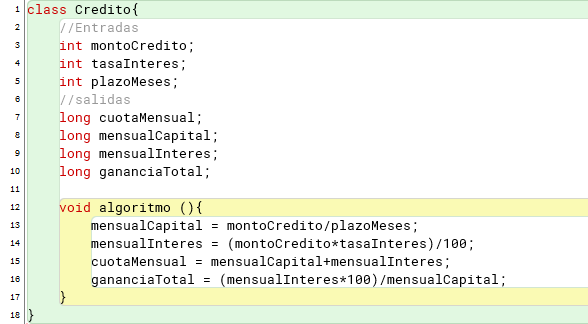 1 class Credito{
2 //Entradas
3 int montoCredito;
4 int tasaInteres;
5 int plazoMeses;
6 //salidas
7 long cuotaMensual;
8 long mensualCapital;
9 long mensualInteres;
10 long gananciaTotal;
11
12 void algoritmo (){
13 mensualCapital = montoCredito/plazoMeses;
14 mensualInteres = (montoCredito*tasaInteres)/100;
15 cuotaMensual = mensualCapital+mensualInteres;
16 gananciaTotal = (mensualInteres*100)/mensualCapital;
17 }
18 }